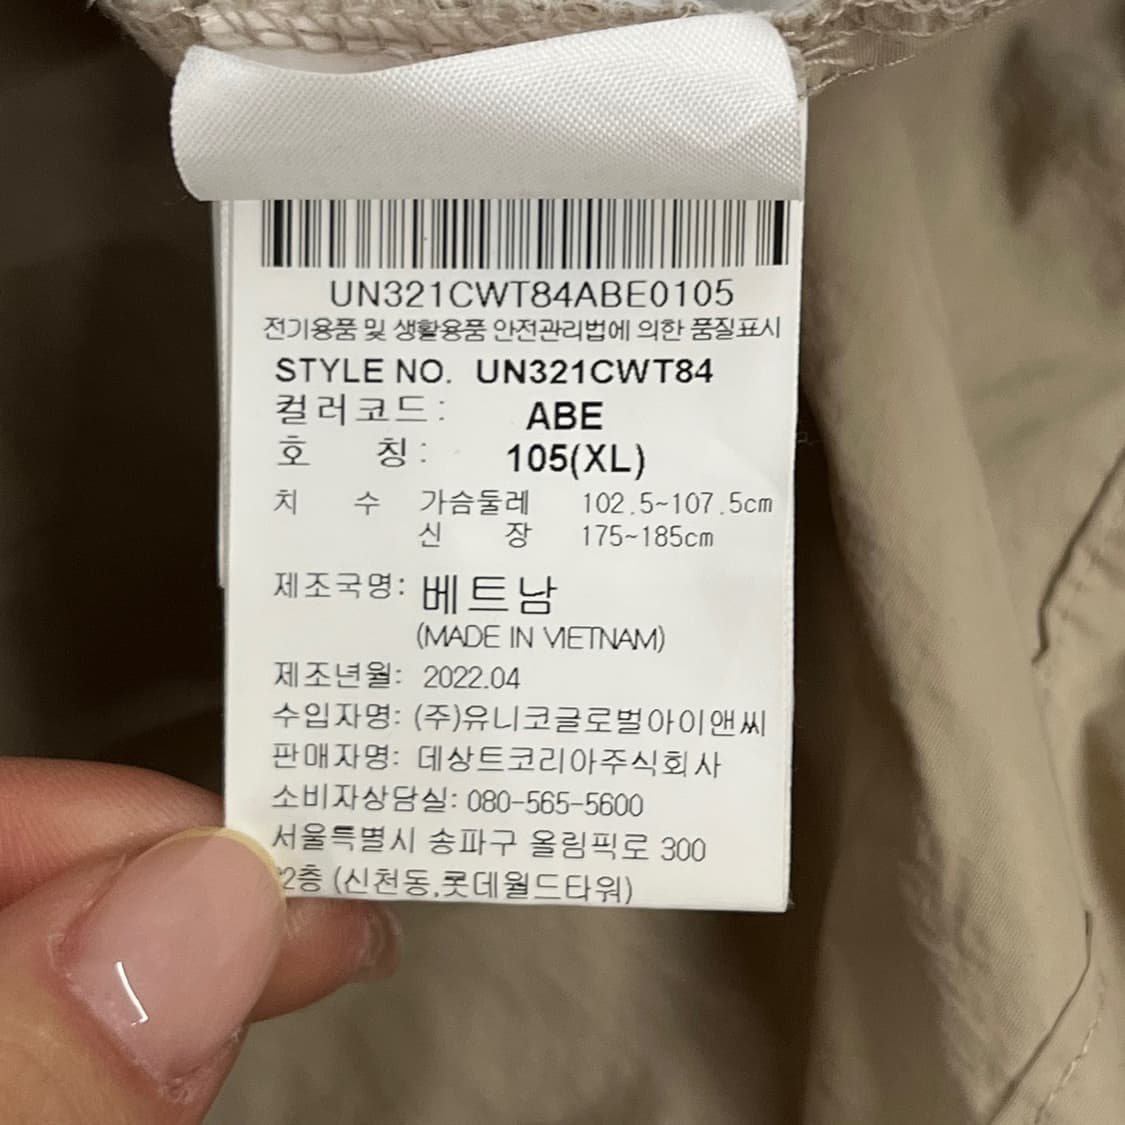 UN321CWT84ABE0105
전기용품 및 생활용품 안전관리법에 의한 품질표시
STYLE NO. UN321CWT84
컬러코드: ABE
호 칭: 105(XL)
치 수 가슴둘레 102.5~107.5cm
신 장 175~185cm
제조국명: 베트남
(MADE IN VIETNAM)
제조년월: 2022.04
수입자명: (주)유니코글로벌아이앤씨
판매자명: 데상트코리아주식회사
소비자상담실: 080-565-5600
서울특별시 송파구 올림픽로 300
2층 (신천동,롯데월드타워)